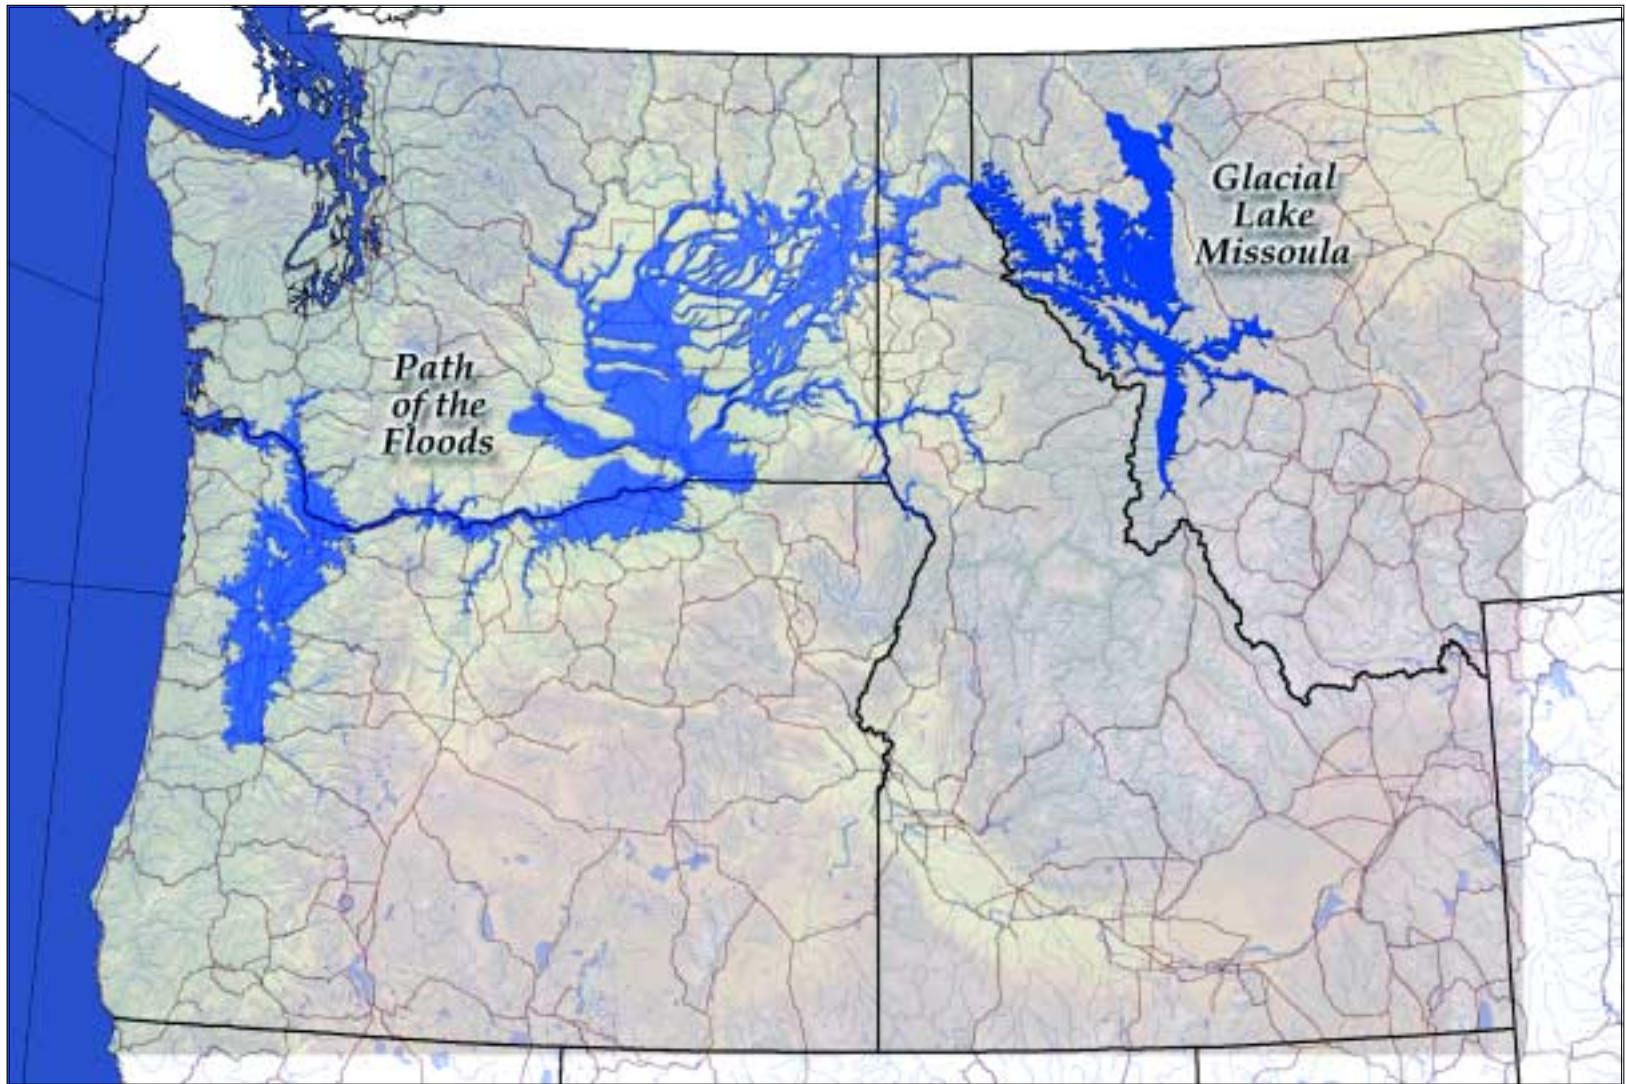 Glacial
Lake
Missoula
Path
of the
Floods